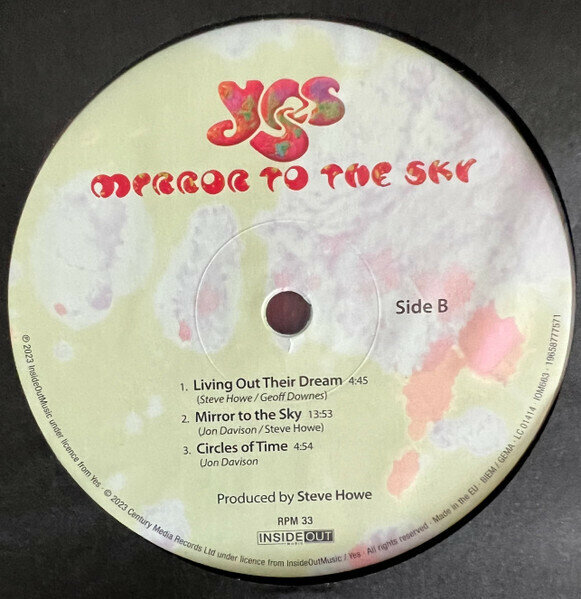 yes
MIRROR TO THE SKY
Side B
1. Living Out Their Dream 4:45
(Steve Howe / Geoff Downes)
2. Mirror to the Sky 13:53
(Jon Davison / Steve Howe)
3. Circles of Time 4:54
(Jon Davison
Produced by Steve Howe
RPM 33
INSIDEOUT
MUSIC
℗ 2023 InsideOutMusic under licence from Yes · © 2023 Century Media Records Ltd under licence from InsideOutMusic / Yes · All rights reserved · Made in the EU · BIEM / GEMA · LC 01414 · IOM663 · 19658777571